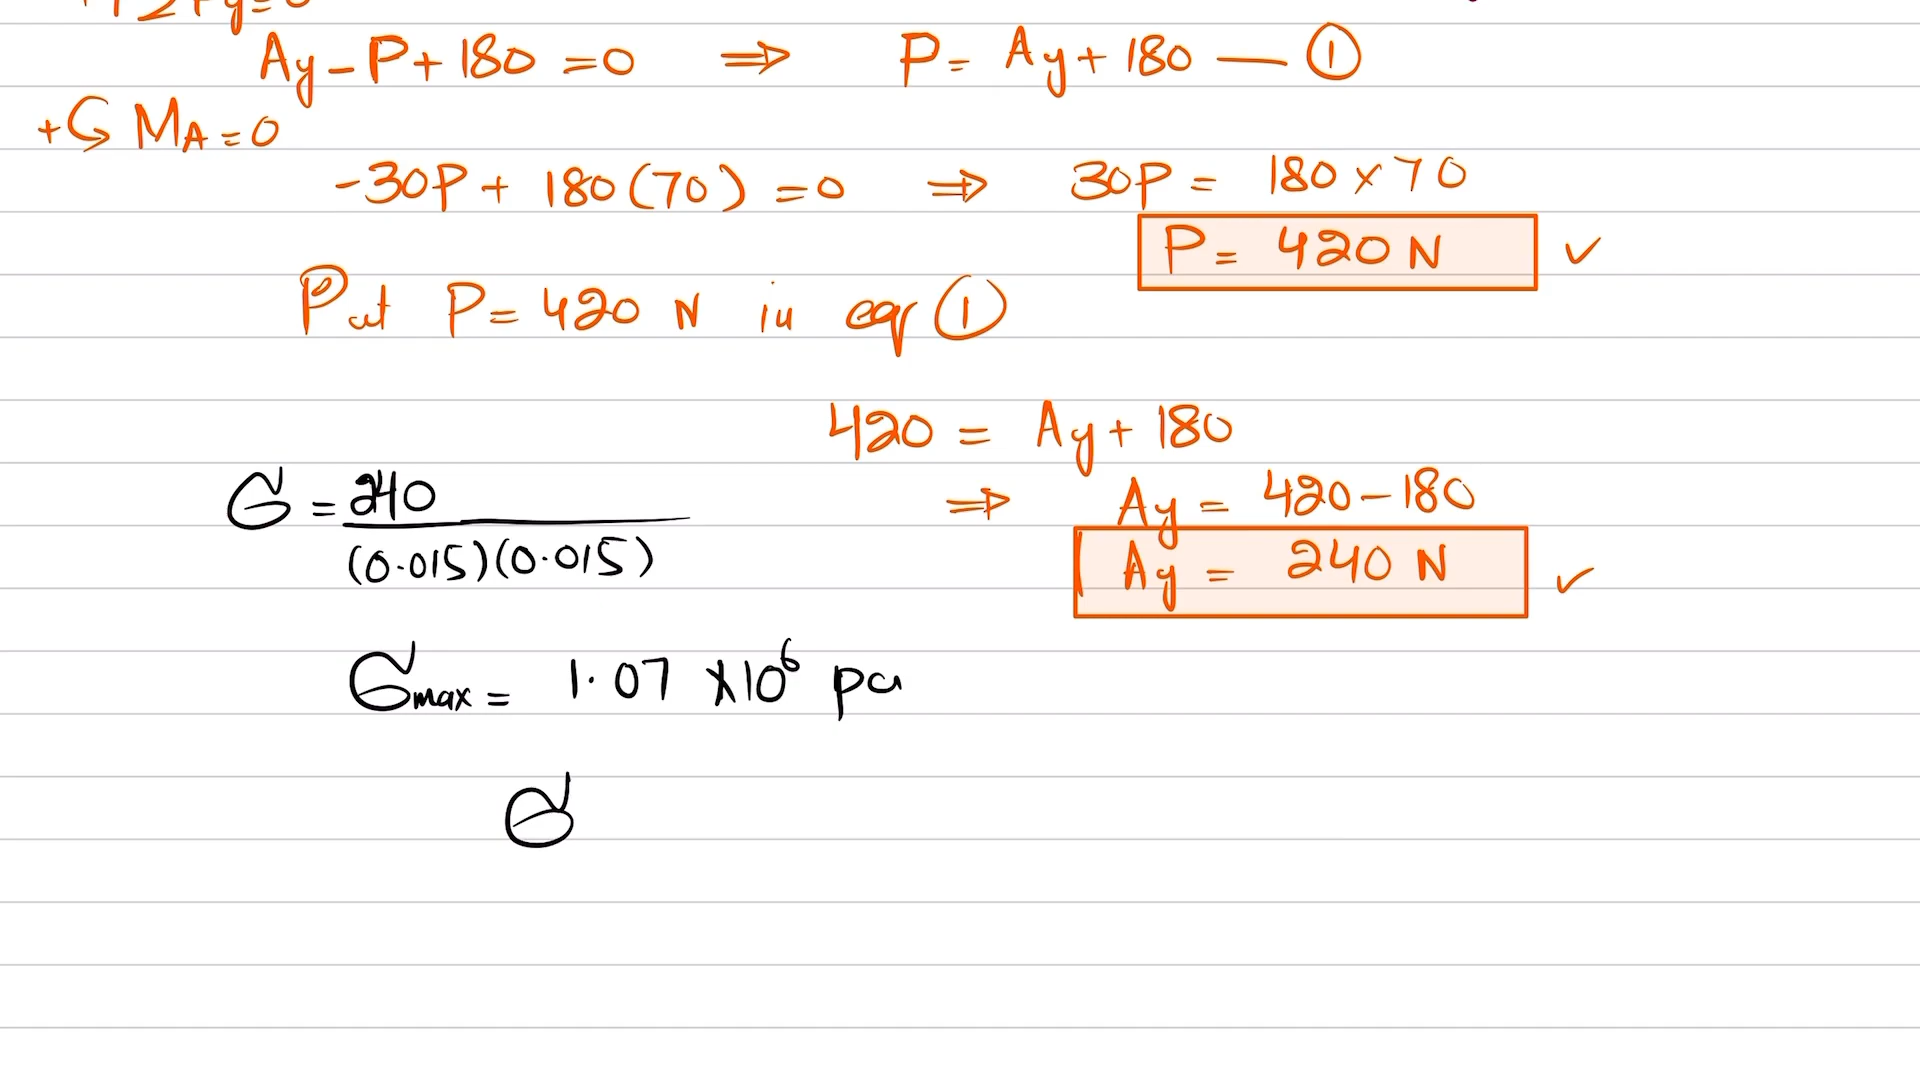 +↑ΣFy=0
Ay-P+180=0 ⇒ P= Ay+180 — ①
+↺ MA=0
-30P+ 180(70)=0 ⇒ 30P= 180×70
P= 420 N ✓
Put P=420 N in eq ①
420 = Ay+180
⇒ Ay = 420-180
Ay = 240 N ✓
σ = 240
(0.015)(0.015)
σmax = 1.07 ×10⁶ pa
σ